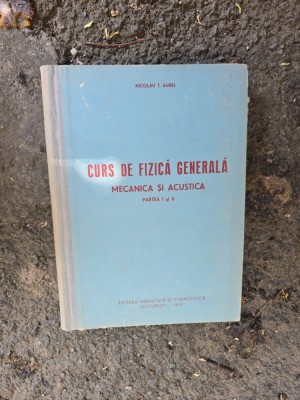 NICOLAU T. AUREL
CURS DE FIZICĂ GENERALĂ
MECANICA ȘI ACUSTICA
PARTEA I și II
EDITURA DIDACTICĂ ȘI PEDAGOGICĂ
BUCUREȘTI